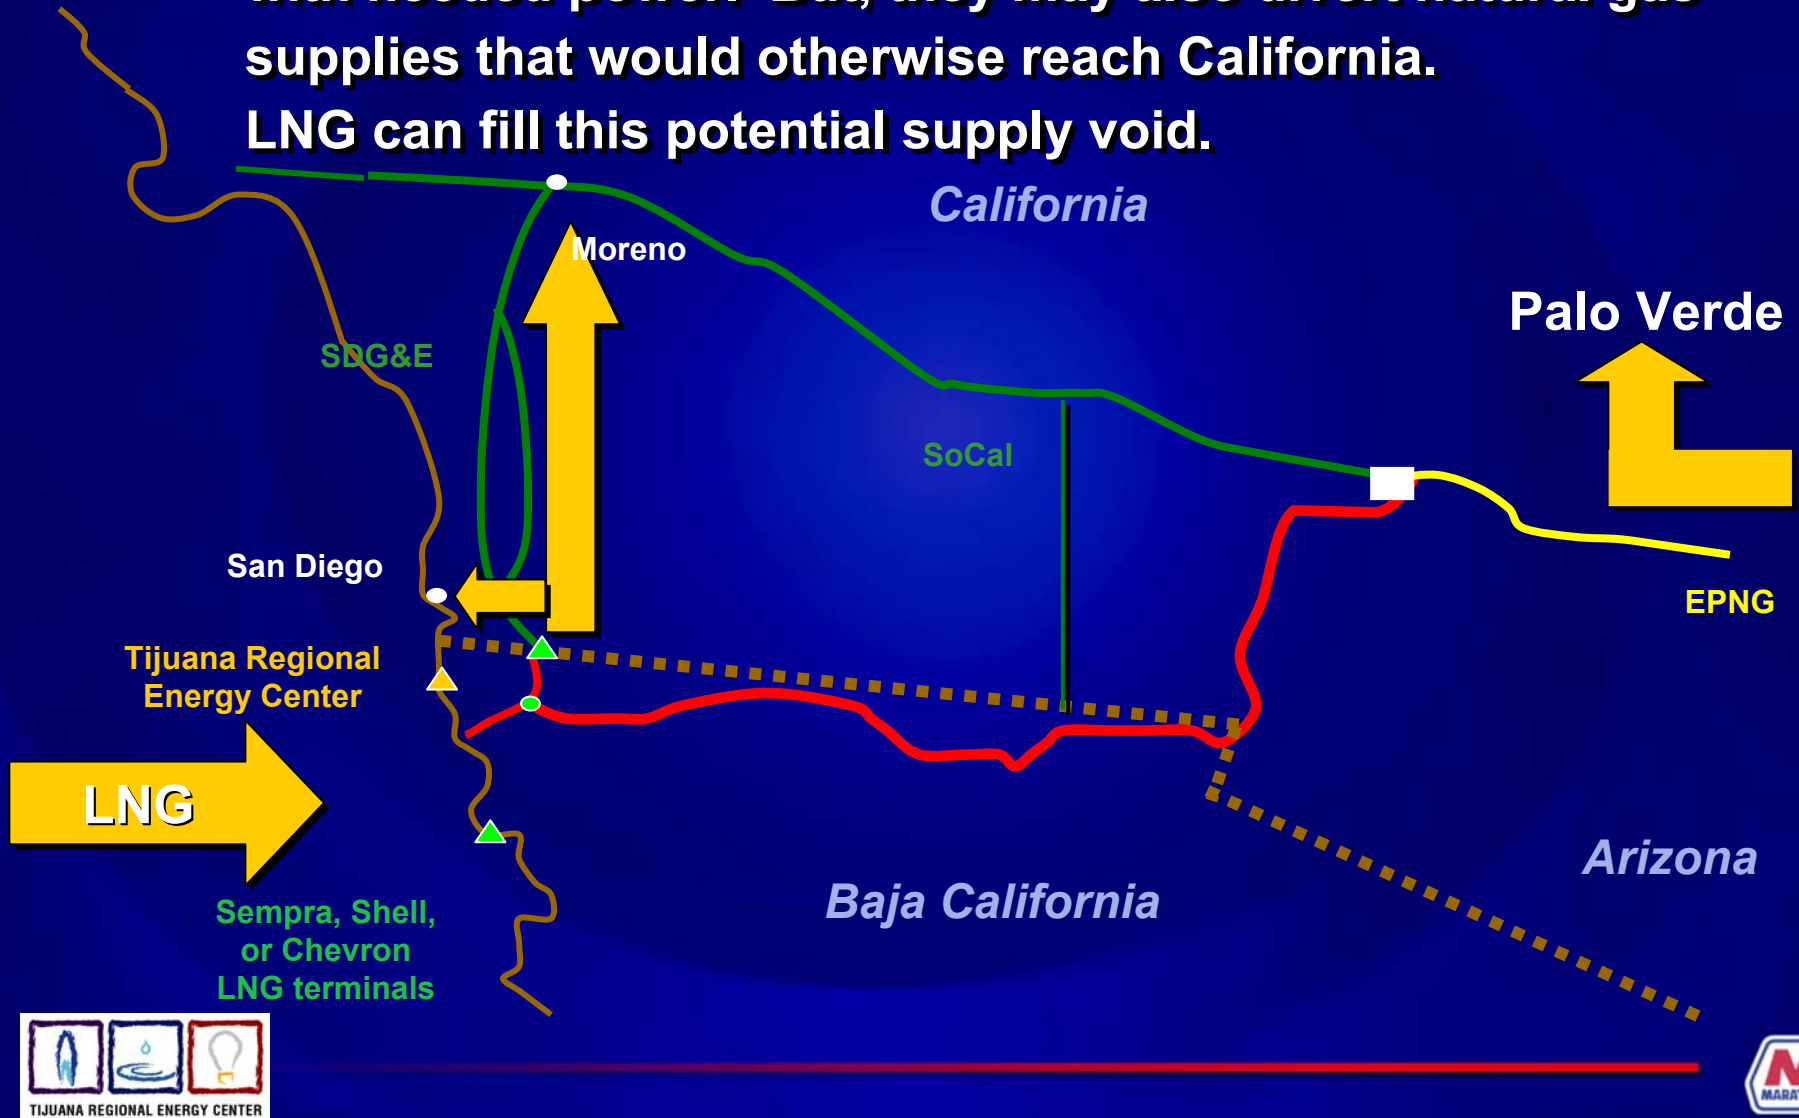 supplies that would otherwise reach California.
LNG can fill this potential supply void.
California
Moreno
Palo Verde
SDG&E
SoCal
San Diego
EPNG
Tijuana Regional
Energy Center
LNG
Arizona
Baja California
Sempra, Shell,
or Chevron
LNG terminals
TIJUANA REGIONAL ENERGY CENTER